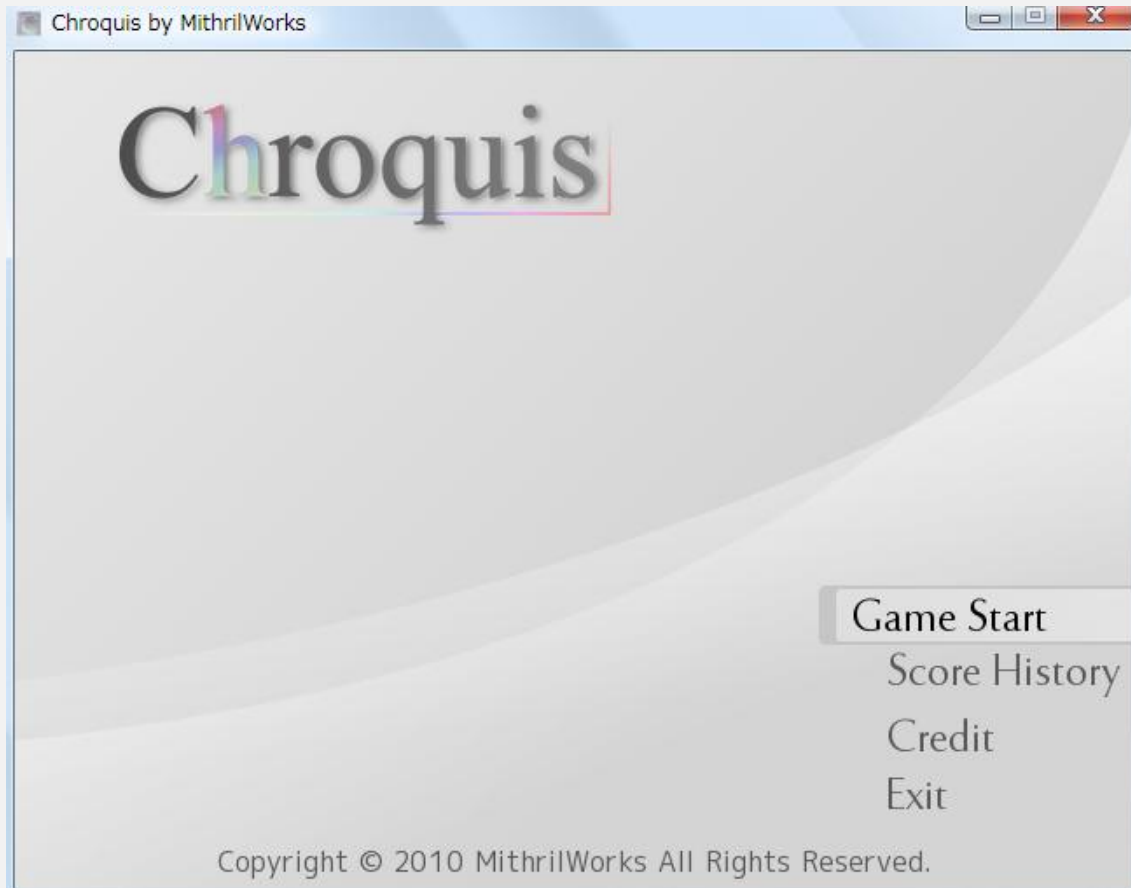 Chroquis by MithrilWorks
Chroquis
Game Start
Score History
Credit
Exit
Copyright © 2010 MithrilWorks All Rights Reserved.